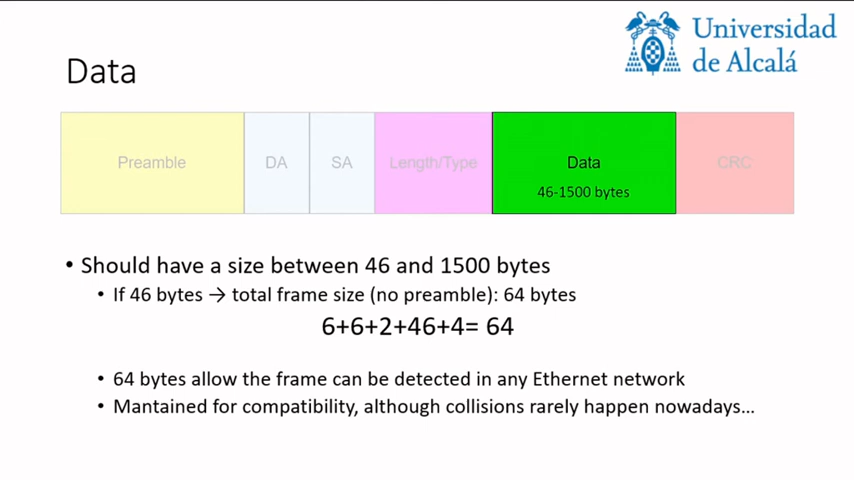 Universidad
de Alcalá
Data
Preamble
DA
SA
Length/Type
Data
46-1500 bytes
CRC
• Should have a size between 46 and 1500 bytes
• If 46 bytes → total frame size (no preamble): 64 bytes
6+6+2+46+4= 64
• 64 bytes allow the frame can be detected in any Ethernet network
• Mantained for compatibility, although collisions rarely happen nowadays...